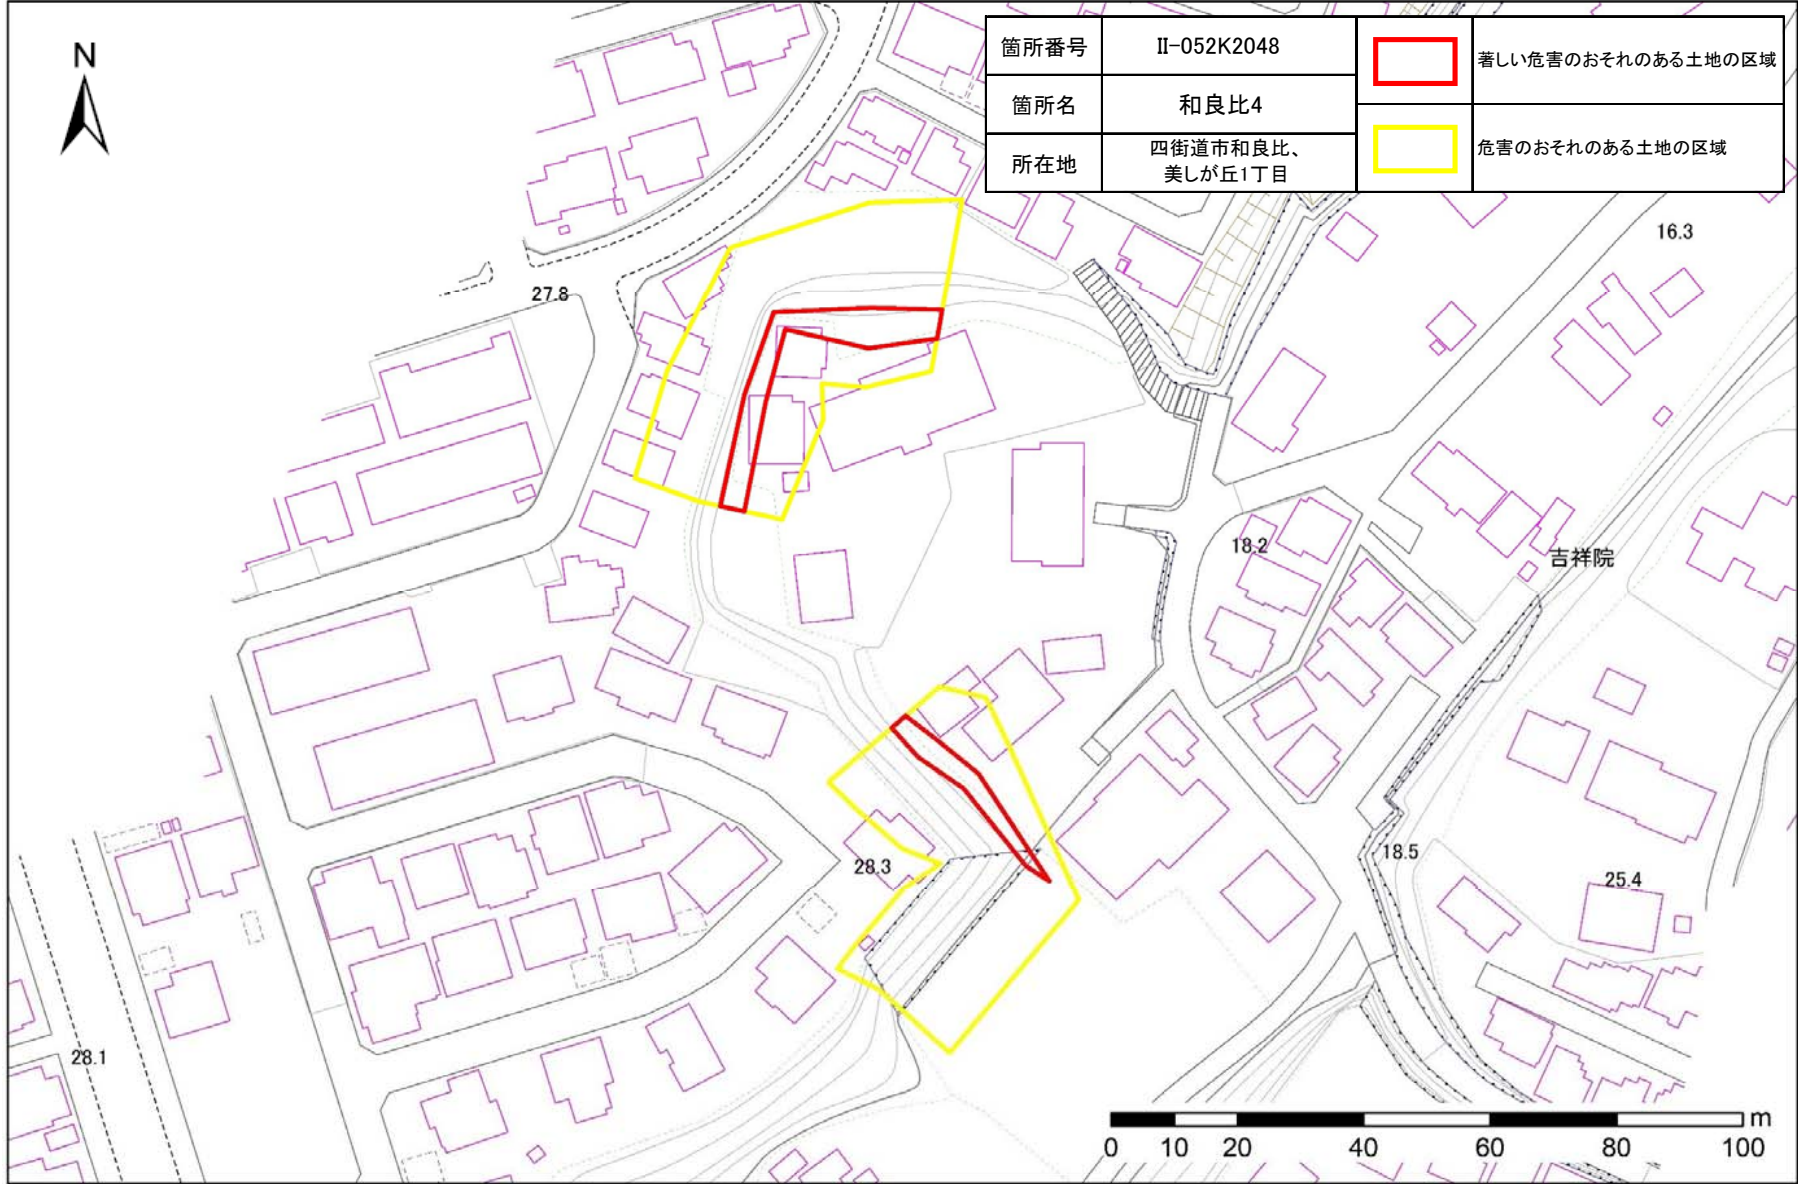 N
箇所番号
II-052K2048
箇所名
和良比4
所在地
四街道市和良比、
美しが丘1丁目
著しい危害のおそれのある土地の区域
危害のおそれのある土地の区域
16.3
27.8
18.2
吉祥院
28.3
18.5
25.4
28.1
m
0 10 20 40 60 80 100